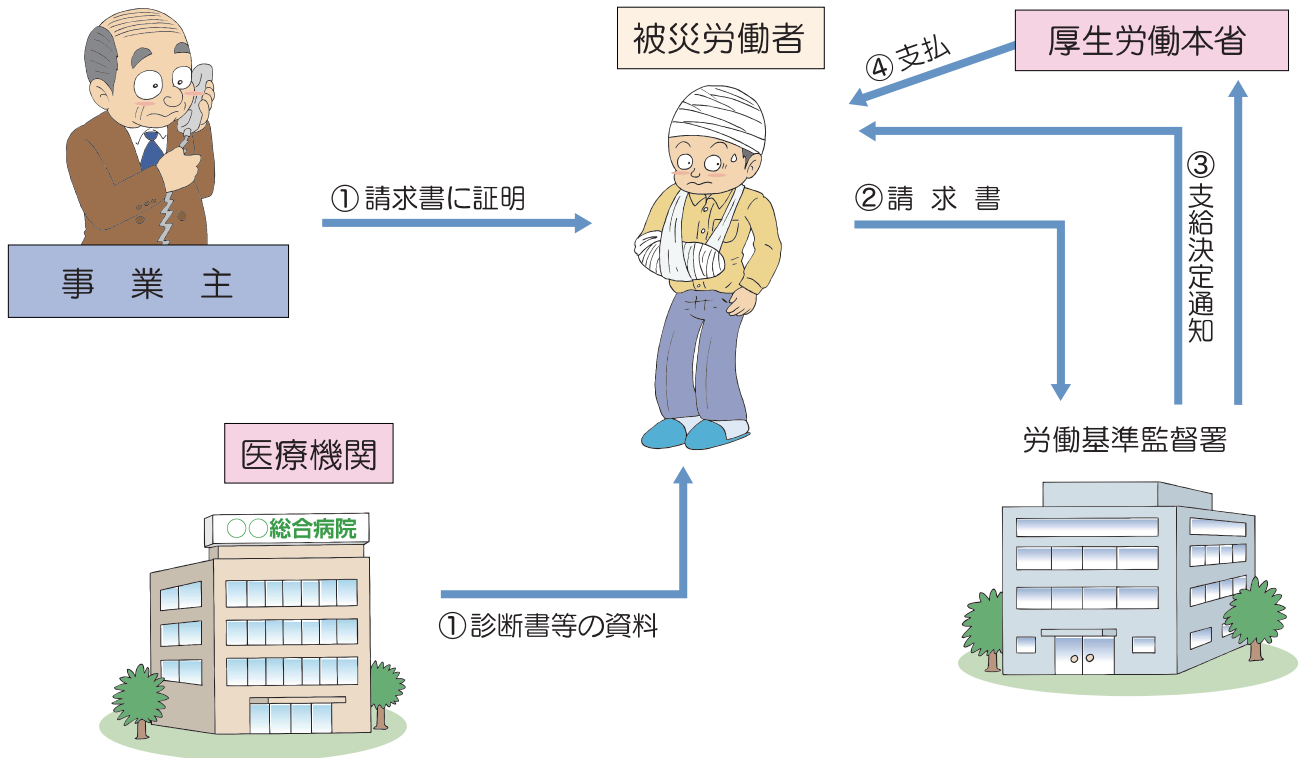 被災労働者
厚生労働本省
④支払
①請求書に証明
②請求書
③支給決定通知
事業主
医療機関
○○総合病院
労働基準監督署
①診断書等の資料